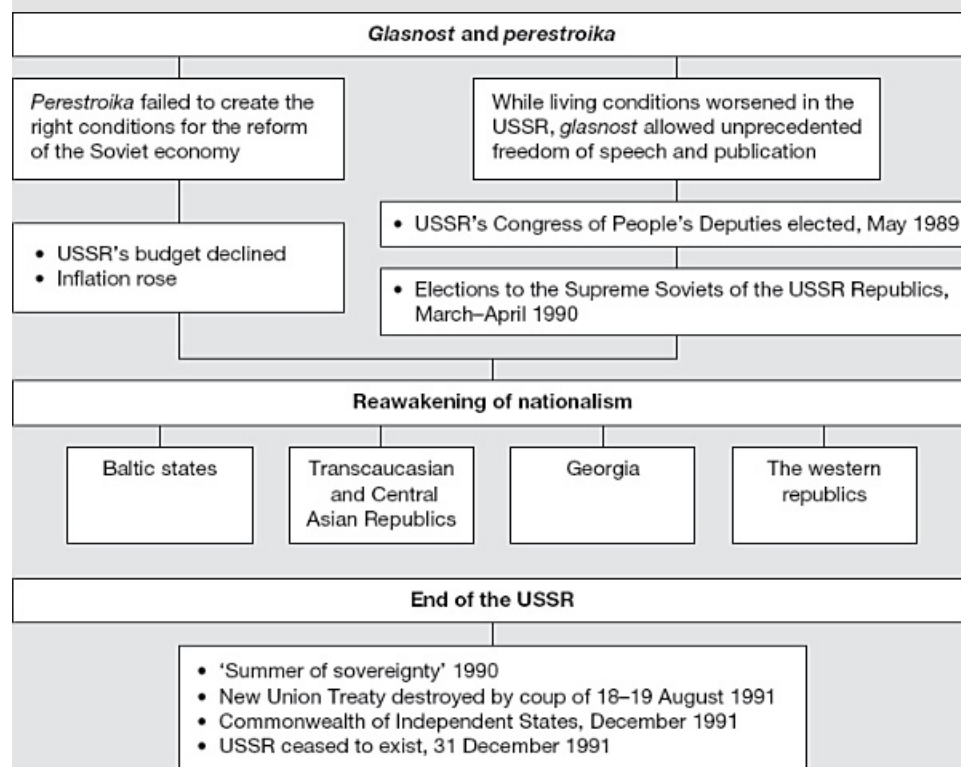 Glasnost and perestroika
Perestroika failed to create the
right conditions for the reform
of the Soviet economy
While living conditions worsened in the
USSR, glasnost allowed unprecedented
freedom of speech and publication
• USSR's budget declined
• Inflation rose
• USSR's Congress of People's Deputies elected, May 1989
• Elections to the Supreme Soviets of the USSR Republics,
March–April 1990
Reawakening of nationalism
Baltic states
Transcaucasian
and Central
Asian Republics
Georgia
The western
republics
End of the USSR
• 'Summer of sovereignty' 1990
• New Union Treaty destroyed by coup of 18–19 August 1991
• Commonwealth of Independent States, December 1991
• USSR ceased to exist, 31 December 1991